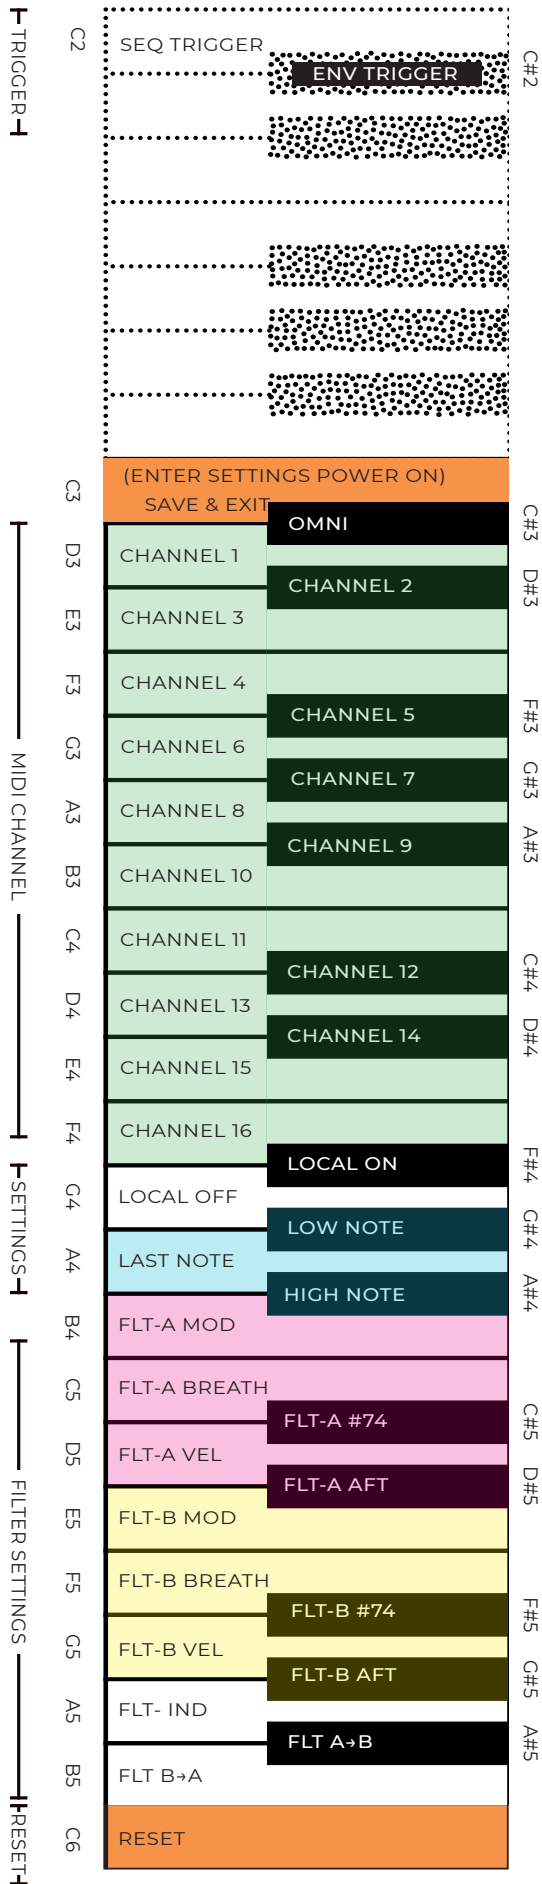 TRIGGER
C2
SEQ TRIGGER
ENV TRIGGER
C#2
C3
(ENTER SETTINGS POWER ON)
SAVE & EXIT
OMNI
C#3
MIDI CHANNEL
D3
CHANNEL 1
CHANNEL 2
D#3
E3
CHANNEL 3
F3
CHANNEL 4
CHANNEL 5
F#3
G3
CHANNEL 6
CHANNEL 7
G#3
A3
CHANNEL 8
CHANNEL 9
A#3
B3
CHANNEL 10
C4
CHANNEL 11
CHANNEL 12
C#4
D4
CHANNEL 13
CHANNEL 14
D#4
E4
CHANNEL 15
F4
CHANNEL 16
LOCAL ON
F#4
SETTINGS
G4
LOCAL OFF
LOW NOTE
G#4
A4
LAST NOTE
HIGH NOTE
A#4
B4
FLT-A MOD
FILTER SETTINGS
C5
FLT-A BREATH
FLT-A #74
C#5
D5
FLT-A VEL
FLT-A AFT
D#5
E5
FLT-B MOD
F5
FLT-B BREATH
FLT-B #74
F#5
G5
FLT-B VEL
FLT-B AFT
G#5
A5
FLT- IND
FLT A→B
A#5
B5
FLT B→A
RESET
C6
RESET